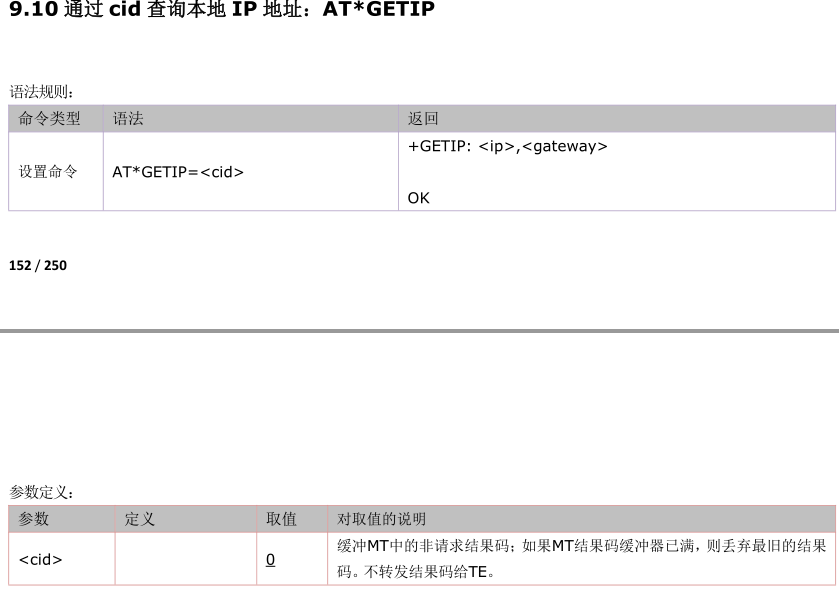 9.10 通过 cid 查询本地 IP 地址：AT*GETIP
语法规则：
命令类型 语法 返回
设置命令 AT*GETIP=<cid> +GETIP: <ip>,<gateway>
OK
152 / 250
参数定义：
参数 定义 取值 对取值的说明
<cid> 0 缓冲MT中的非请求结果码；如果MT结果码缓冲器已满，则丢弃最旧的结果
码。不转发结果码给TE。